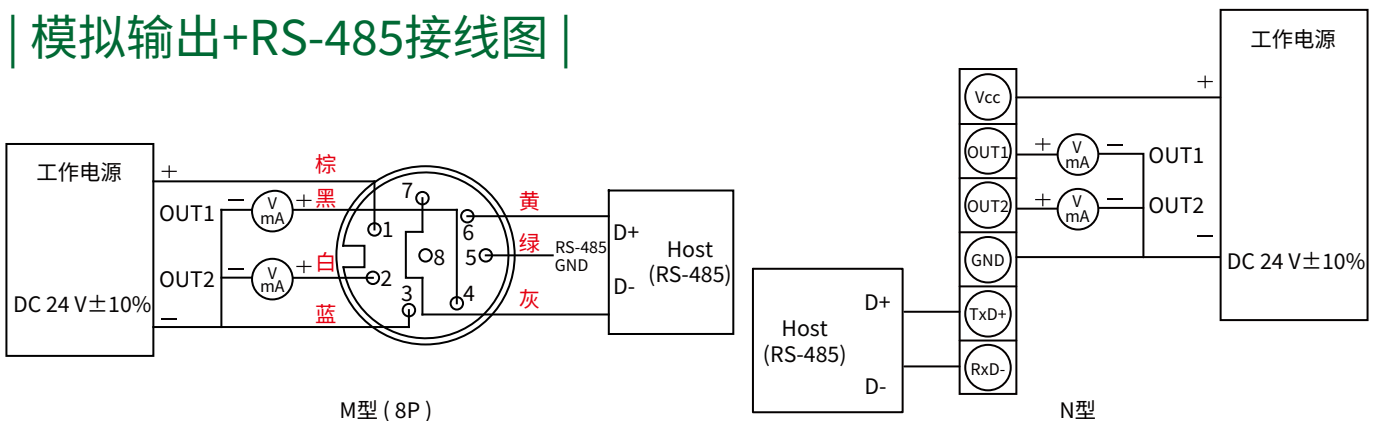 | 模拟输出+RS-485接线图 |
工作电源
+
DC 24 V±10%
−
OUT1
−
V
mA
+
OUT2
−
V
mA
+
棕
黑
白
蓝
7
1
6
8
5
2
3
4
黄
绿
灰
RS-485
GND
D+
D-
Host
(RS-485)
M型 ( 8P )
Host
(RS-485)
D+
D-
Vcc
OUT1
OUT2
GND
TxD+
RxD-
+
V
mA
−
OUT1
+
V
mA
−
OUT2
+
−
工作电源
DC 24 V±10%
N型